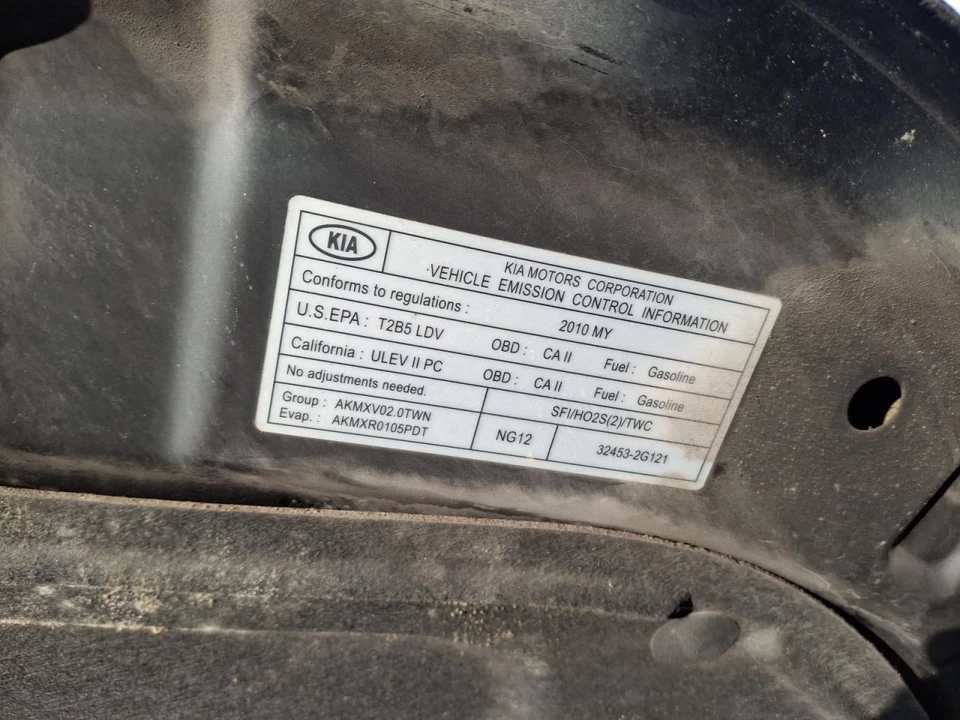 KIA
KIA MOTORS CORPORATION
VEHICLE EMISSION CONTROL INFORMATION
Conforms to regulations : 2010 MY
U.S.EPA : T2B5 LDV OBD : CA II Fuel : Gasoline
California : ULEV II PC OBD : CA II Fuel : Gasoline
No adjustments needed. SFI/HO2S(2)/TWC
Group : AKMXV02.0TWN
Evap. : AKMXR0105PDT
NG12 32453-2G121